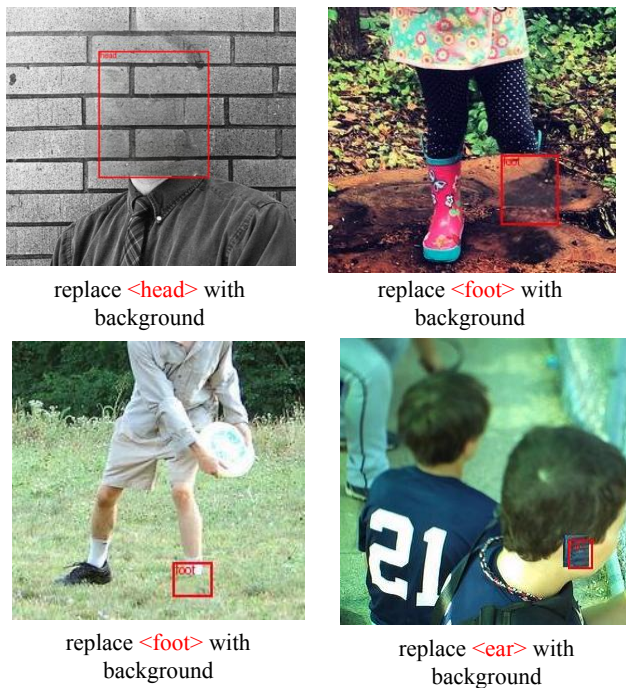 head
replace <head> with
background
foot
replace <foot> with
background
foot
replace <foot> with
background
21
replace <ear> with
background